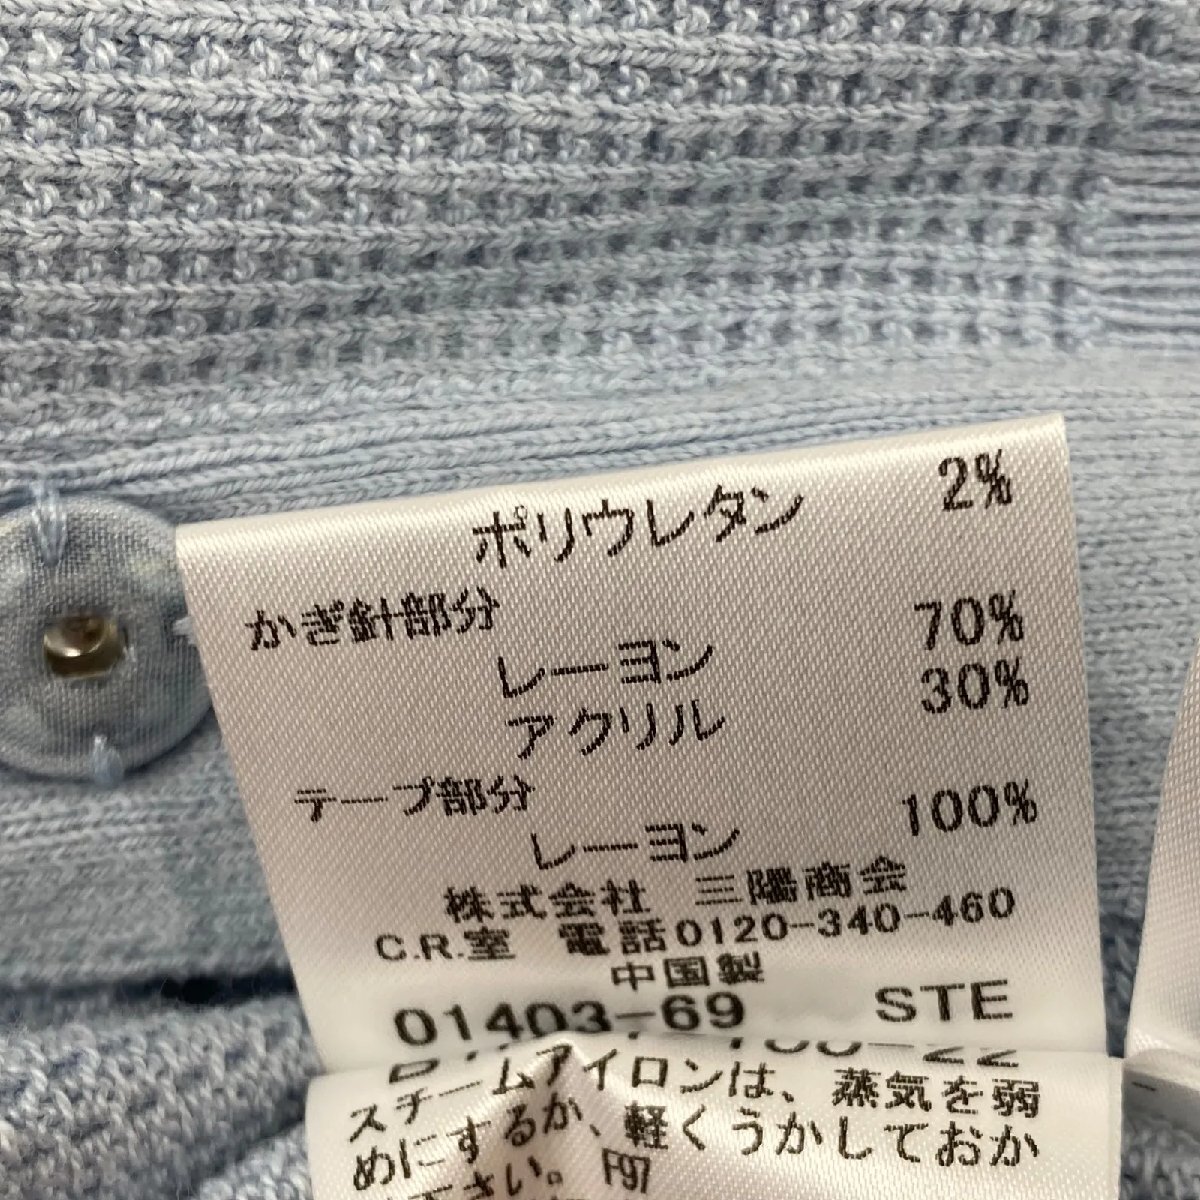 ポリウレタン 2%
かぎ針部分
レーヨン 70%
アクリル 30%
テープ部分
レーヨン 100%
株式会社 三陽商会
C.R.室 電話0120-340-460
中国製
01403-69 STE
スチームアイロンは、蒸気を弱
めにするか、軽くうかしておか
さい。 F97